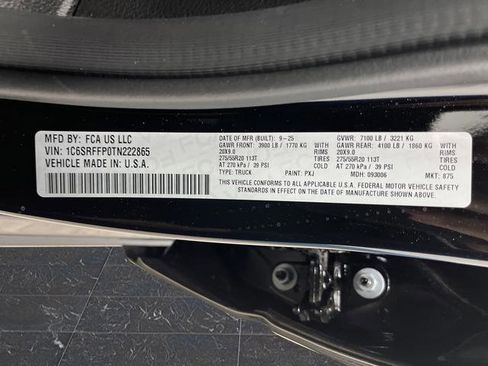 MFD BY: FCA US LLC
VIN: 1C6SRFFP0TN222865
VEHICLE MADE IN: U.S.A.
DATE OF MFR (BUILT) 9-25 GVWR: 7100 LB / 3221 KG
GAWR FRONT: 3900 LB / 1770 KG WITH GAWR REAR: 4100 LB / 1860 KG WITH
20X9.0 RIMS 20X9.0 RIMS
275/55R20 113T TIRES 275/55R20 113T TIRES
AT 270 kPa / 39 PSI AT 270 kPa / 39 PSI
TYPE: TRUCK PAINT: PXJ MDH: 093006 MKT: 875
THIS VEHICLE CONFORMS TO ALL APPLICABLE U.S.A. FEDERAL MOTOR VEHICLE SAFETY
STANDARDS IN EFFECT ON THE DATE OF MANUFACTURE SHOWN ABOVE.